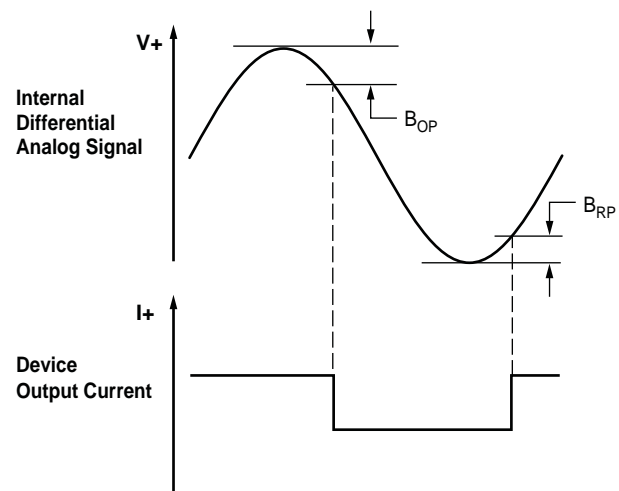 V+
Internal
Differential
Analog Signal
B_OP
B_RP
I+
Device
Output Current